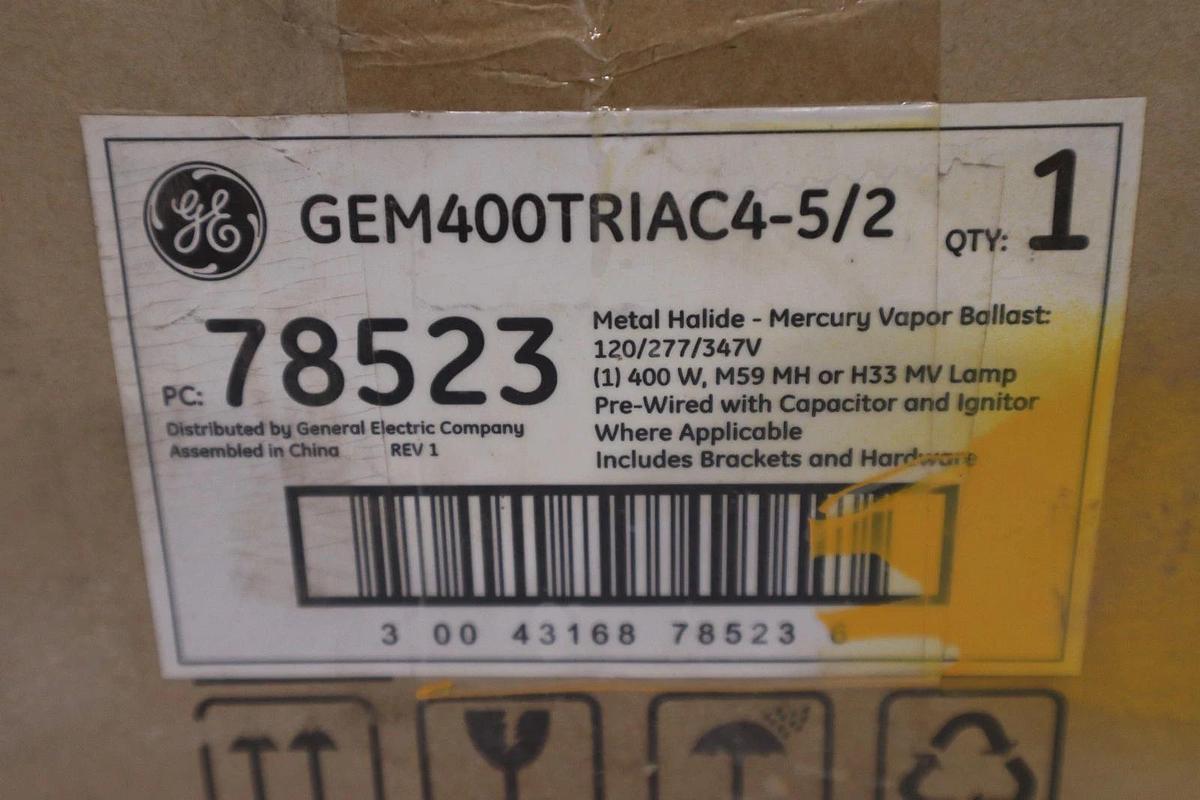 GE
GEM400TRIAC4-5/2
QTY: 1
PC: 78523
Distributed by General Electric Company
Assembled in China REV 1
Metal Halide - Mercury Vapor Ballast:
120/277/347V
(1) 400 W, M59 MH or H33 MV Lamp
Pre-Wired with Capacitor and Ignitor
Where Applicable
Includes Brackets and Hardware
3 00 43168 78523 6